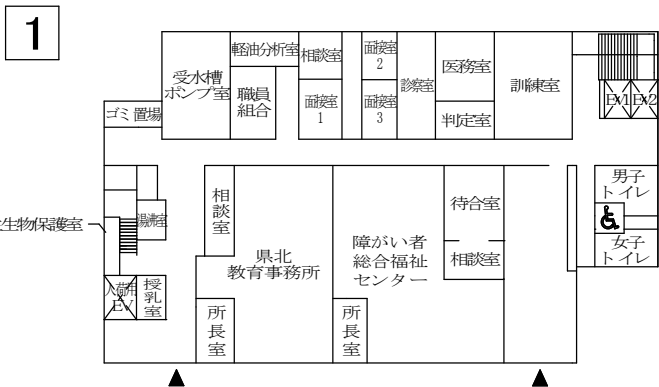 1
軽油分析室
相談室
面接室
2
医務室
受水槽
ポンプ室
職員
組合
面接室
1
面接室
3
診察室
訓練室
EV1
EV2
ゴミ置場
判定室
男子
トイレ
女子
トイレ
生物保護室
湯沸室
相談室
県北
教育事務所
障がい者
総合福祉
センター
待合室
相談室
人荷用
EV
授乳室
所長室
所長室